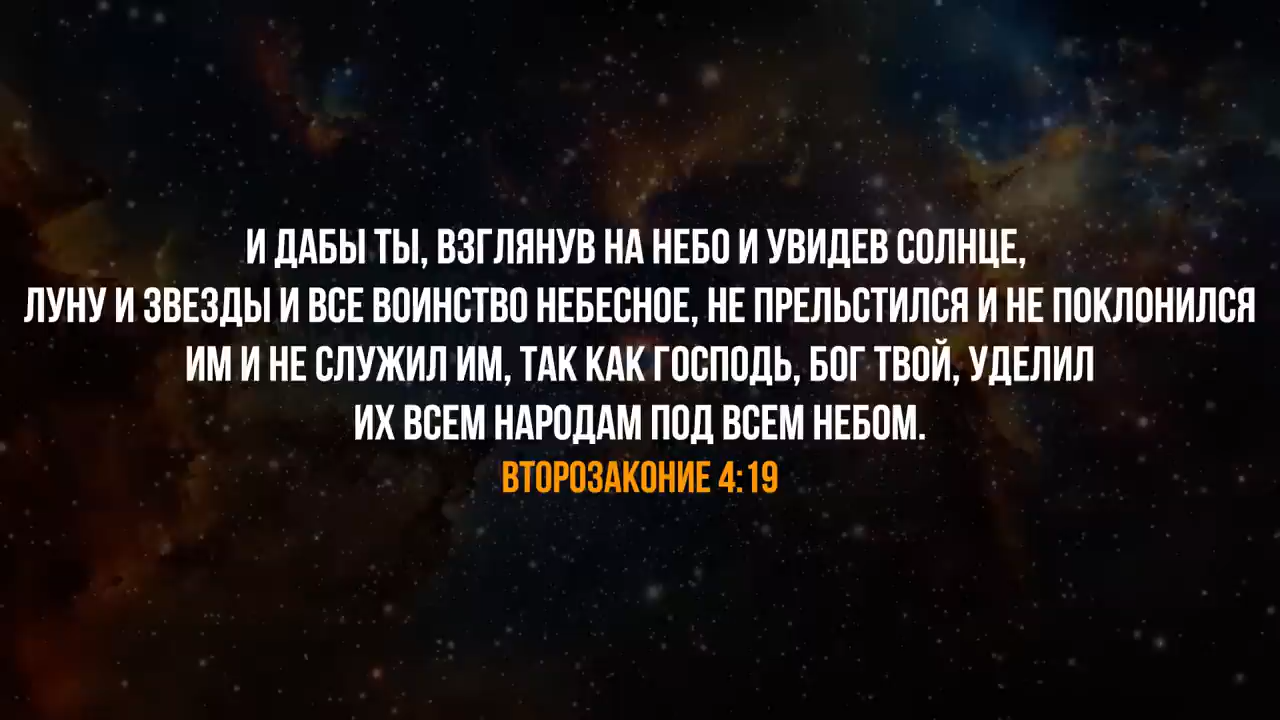 И ДАБЫ ТЫ, ВЗГЛЯНУВ НА НЕБО И УВИДЕВ СОЛНЦЕ,
ЛУНУ И ЗВЕЗДЫ И ВСЕ ВОИНСТВО НЕБЕСНОЕ, НЕ ПРЕЛЬСТИЛСЯ И НЕ ПОКЛОНИЛСЯ
ИМ И НЕ СЛУЖИЛ ИМ, ТАК КАК ГОСПОДЬ, БОГ ТВОЙ, УДЕЛИЛ
ИХ ВСЕМ НАРОДАМ ПОД ВСЕМ НЕБОМ.
ВТОРОЗАКОНИЕ 4:19